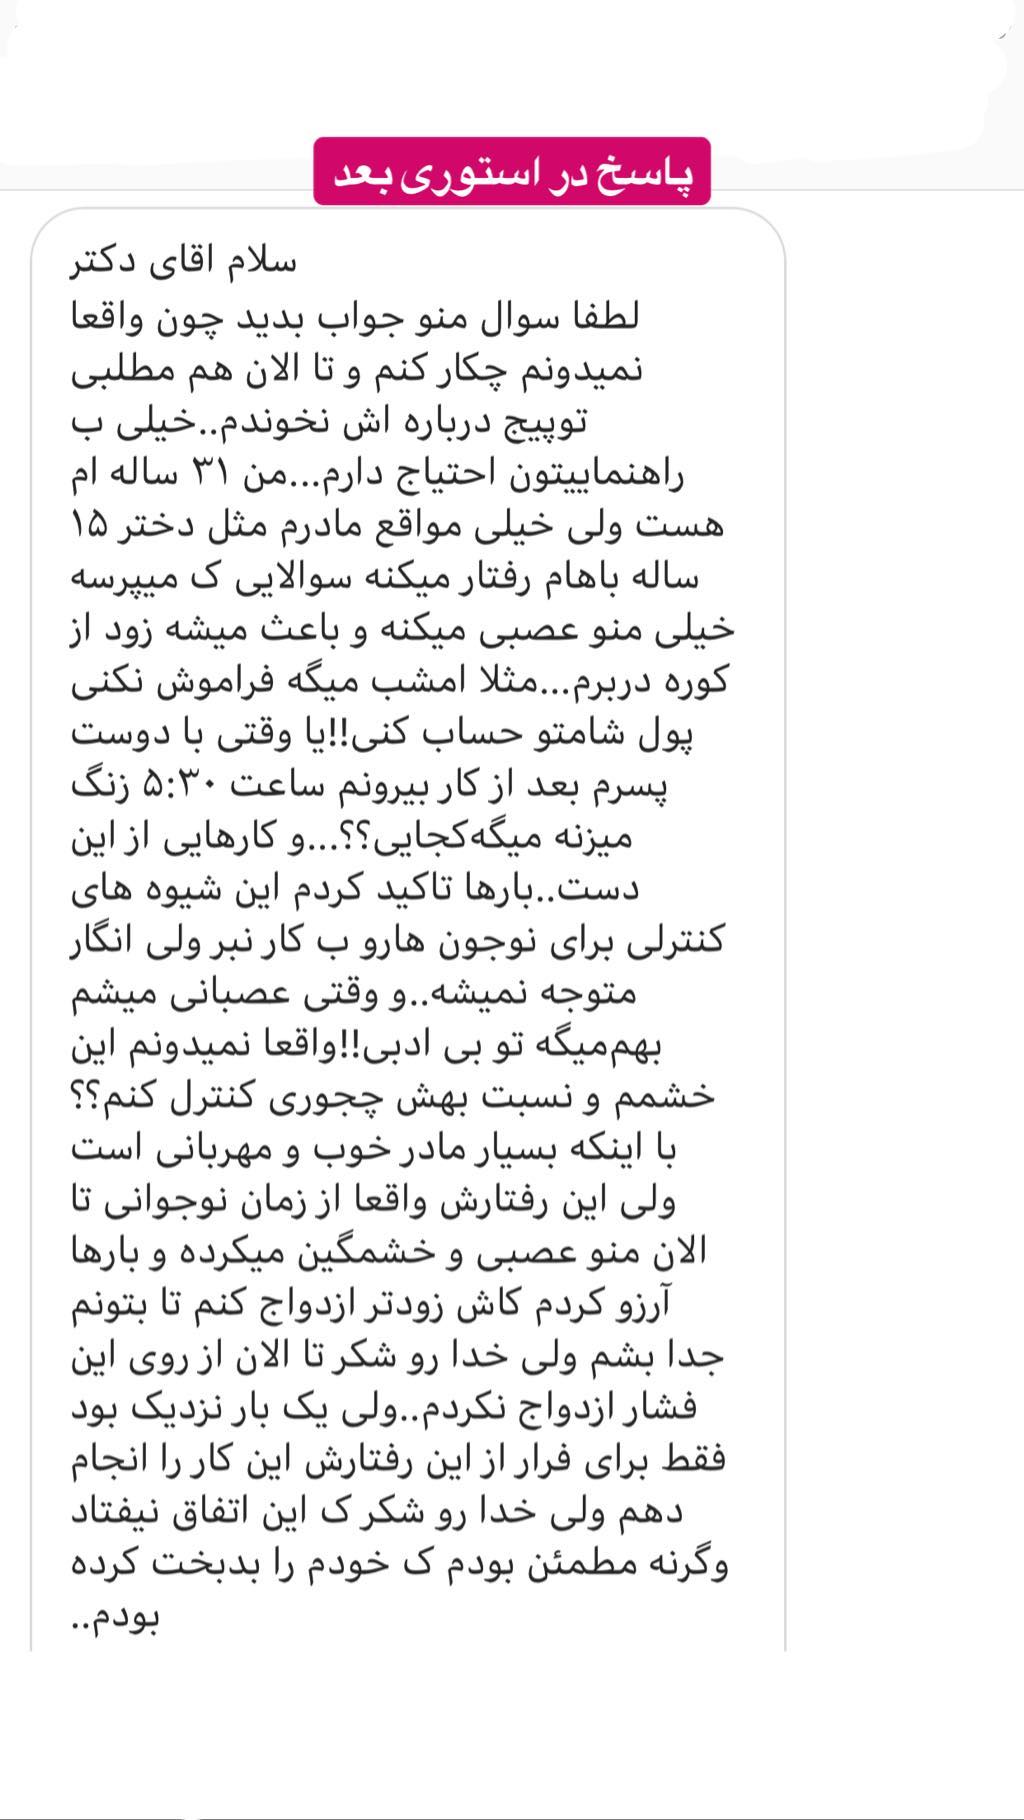 پاسخ در استوری بعد
سلام اقای دکتر
لطفا سوال منو جواب بدید چون واقعا
نمیدونم چکار کنم و تا الان هم مطلبی
توپیج درباره اش نخوندم..خیلی ب
راهنماییتون احتیاج دارم...من ۳۱ ساله ام
هست ولی خیلی مواقع مادرم مثل دختر ۱۵
ساله باهام رفتار میکنه سوالایی ک میپرسه
خیلی منو عصبی میکنه و باعث میشه زود از
کوره دربرم...مثلا امشب میگه فراموش نکنی
پول شامتو حساب کنی!!یا وقتی با دوست
پسرم بعد از کار بیرونم ساعت ۵:۳۰ زنگ
میزنه میگه‌کجایی؟؟...و کارهایی از این
دست..بارها تاکید کردم این شیوه های
کنترلی برای نوجون هارو ب کار نبر ولی انگار
متوجه نمیشه..و وقتی عصبانی میشم
بهم‌میگه تو بی ادبی!!واقعا نمیدونم این
خشمم و نسبت بهش چجوری کنترل کنم؟؟
با اینکه بسیار مادر خوب و مهربانی است
ولی این رفتارش واقعا از زمان نوجوانی تا
الان منو عصبی و خشمگین میکرده و بارها
آرزو کردم کاش زودتر ازدواج کنم تا بتونم
جدا بشم ولی خدا رو شکر تا الان از روی این
فشار ازدواج نکردم..ولی یک بار نزدیک بود
فقط برای فرار از این رفتارش این کار را انجام
دهم ولی خدا رو شکر ک این اتفاق نیفتاد
وگرنه مطمئن بودم ک خودم را بدبخت کرده
بودم..